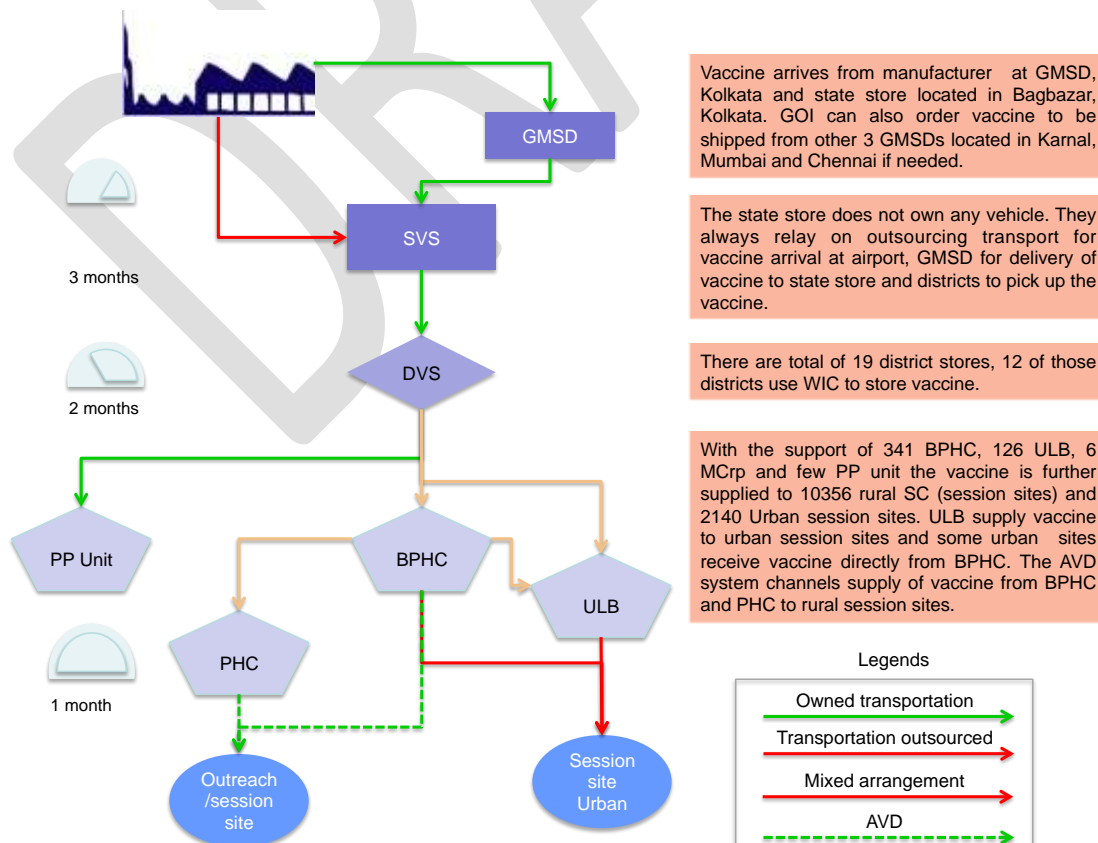 GMSD
SVS
3 months
DVS
2 months
PP Unit
BPHC
ULB
PHC
1 month
Outreach
/session
site
Session
site
Urban
Vaccine arrives from manufacturer at GMSD,
Kolkata and state store located in Bagbazar,
Kolkata. GOI can also order vaccine to be
shipped from other 3 GMSDs located in Karnal,
Mumbai and Chennai if needed.
The state store does not own any vehicle. They
always relay on outsourcing transport for
vaccine arrival at airport, GMSD for delivery of
vaccine to state store and districts to pick up the
vaccine.
There are total of 19 district stores, 12 of those
districts use WIC to store vaccine.
With the support of 341 BPHC, 126 ULB, 6
MCrp and few PP unit the vaccine is further
supplied to 10356 rural SC (session sites) and
2140 Urban session sites. ULB supply vaccine
to urban session sites and some urban sites
receive vaccine directly from BPHC. The AVD
system channels supply of vaccine from BPHC
and PHC to rural session sites.
Legends
Owned transportation
Transportation outsourced
Mixed arrangement
AVD